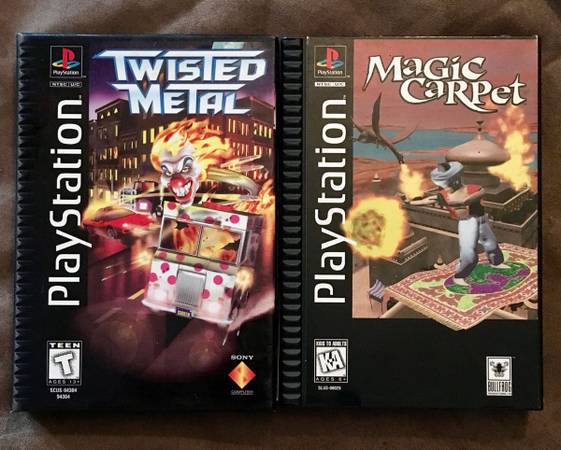 PlayStation
NTSC U/C
TWISTED
METAL
PlayStation
TEEN
T
AGES 13+
SCUS-94304
94304
SONY
PlayStation
NTSC U/C
MAGIC
CARPET
PlayStation
KIDS TO ADULTS
KA
AGES 6+
BULLFROG